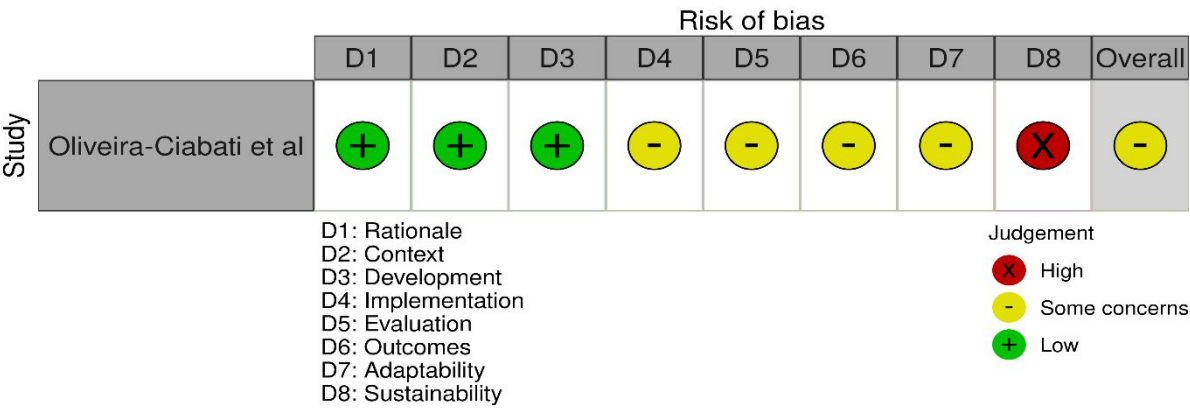 Risk of bias
D1 D2 D3 D4 D5 D6 D7 D8 Overall
Study
Oliveira-Ciabati et al + + + - - - - X -
D1: Rationale
D2: Context
D3: Development
D4: Implementation
D5: Evaluation
D6: Outcomes
D7: Adaptability
D8: Sustainability
Judgement
X High
- Some concerns
+ Low